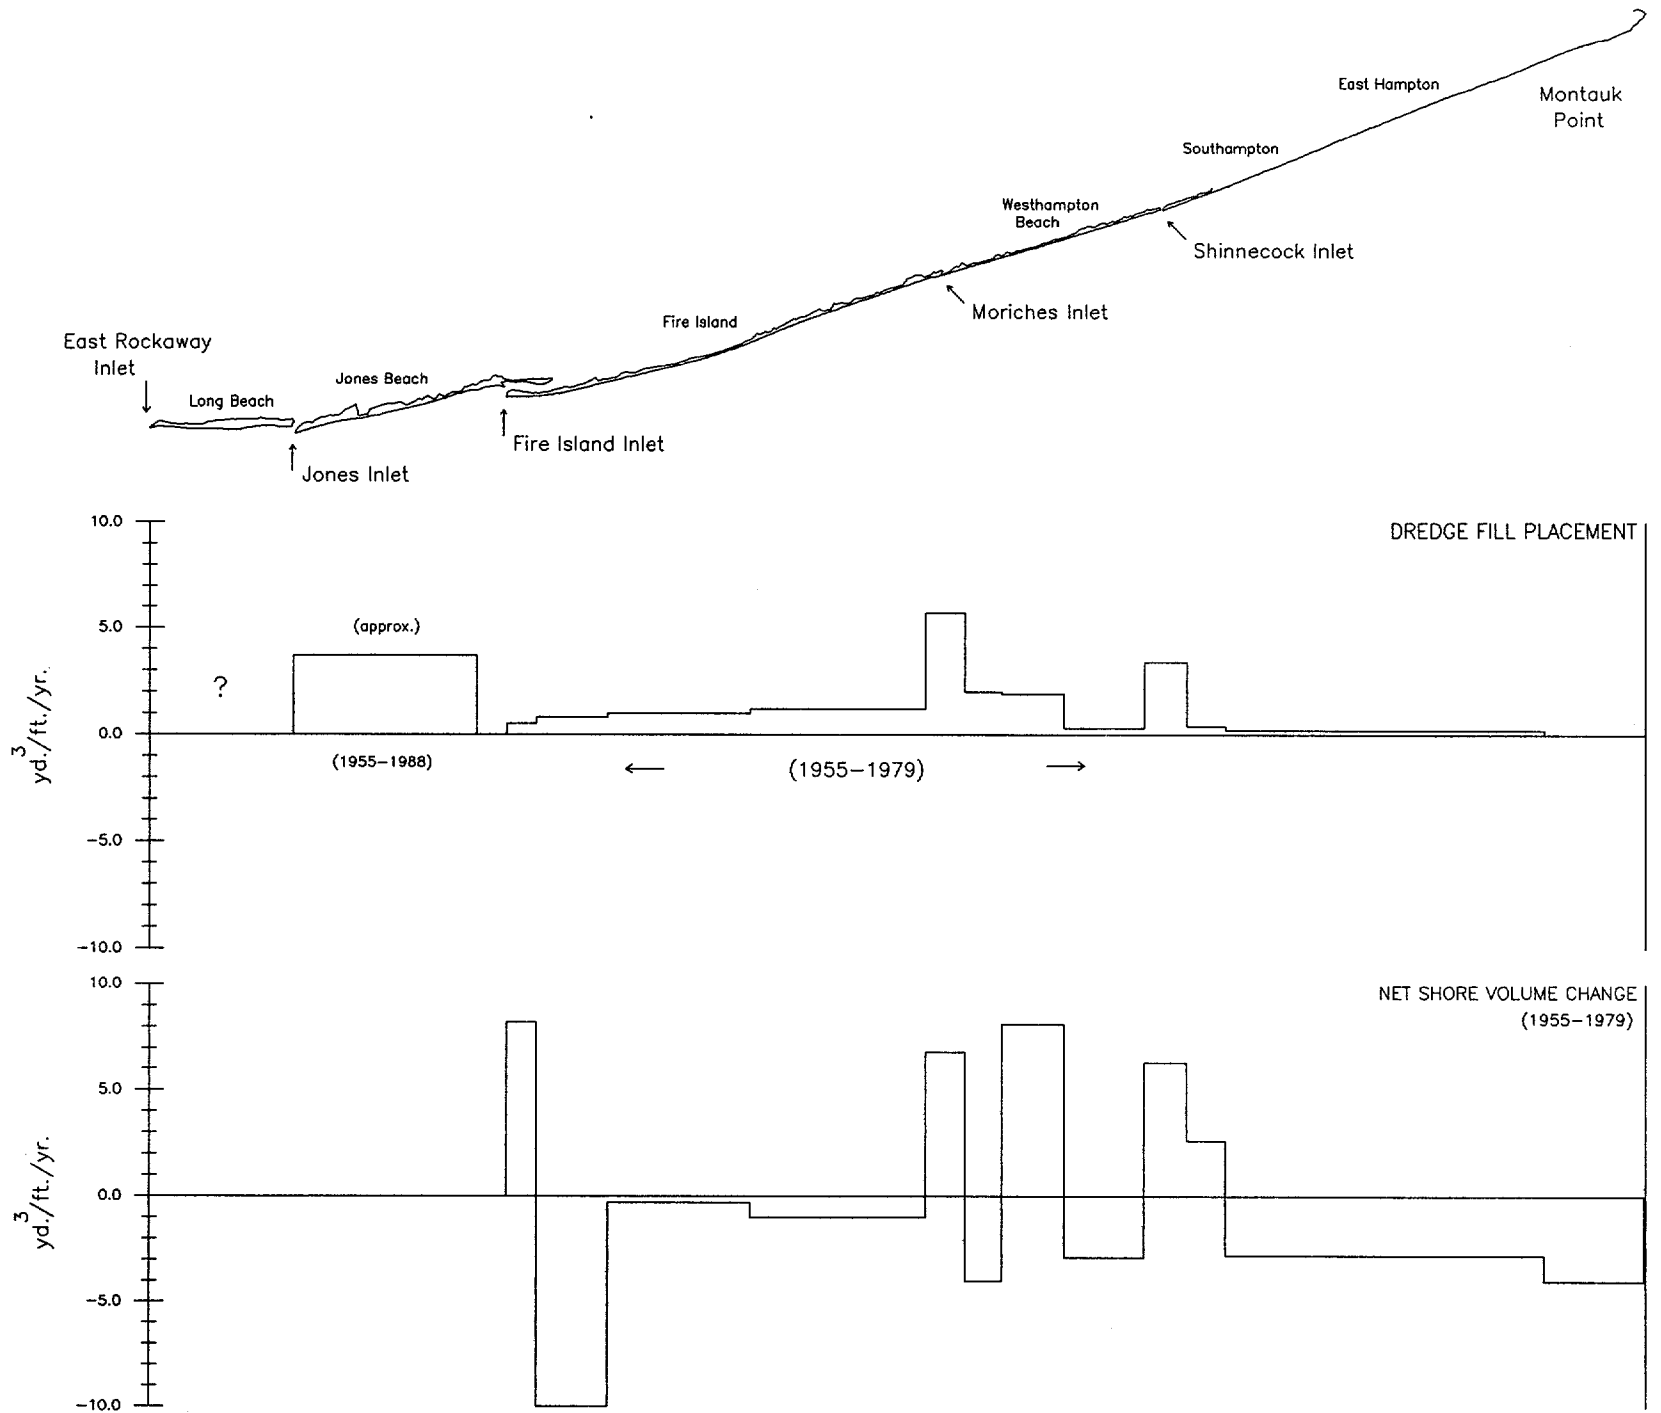 East Hampton
Montauk
Point
Southampton
Westhampton
Beach
Shinnecock Inlet
Moriches Inlet
Fire Island
East Rockaway
Inlet
Jones Beach
Long Beach
Fire Island Inlet
Jones Inlet
10.0
DREDGE FILL PLACEMENT
5.0
(approx.)
?
yd.³/ft./yr.
0.0
(1955–1988)
(1955–1979)
−5.0
−10.0
10.0
NET SHORE VOLUME CHANGE
(1955–1979)
5.0
yd.³/ft./yr.
0.0
−5.0
−10.0